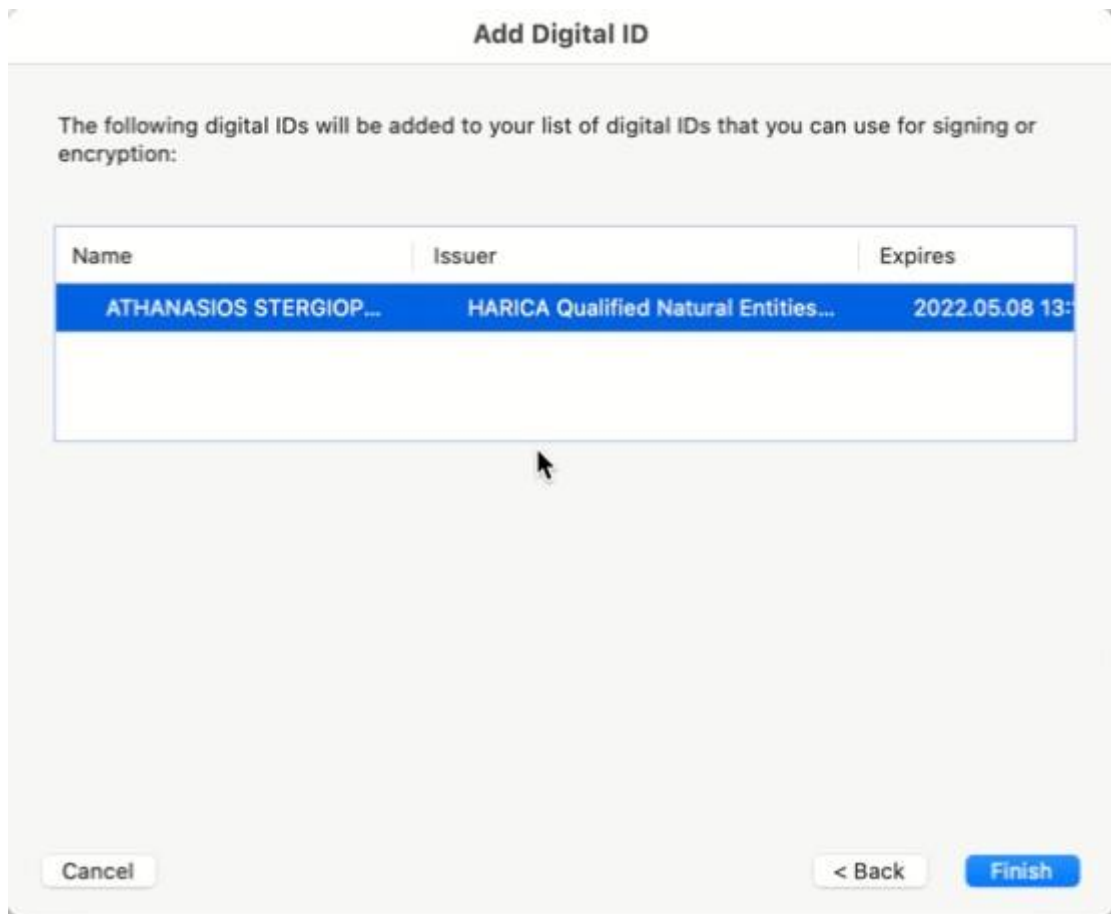 Add Digital ID
The following digital IDs will be added to your list of digital IDs that you can use for signing or
encryption:
Name Issuer Expires
ATHANASIOS STERGIOP... HARICA Qualified Natural Entities... 2022.05.08 13:
Cancel < Back Finish